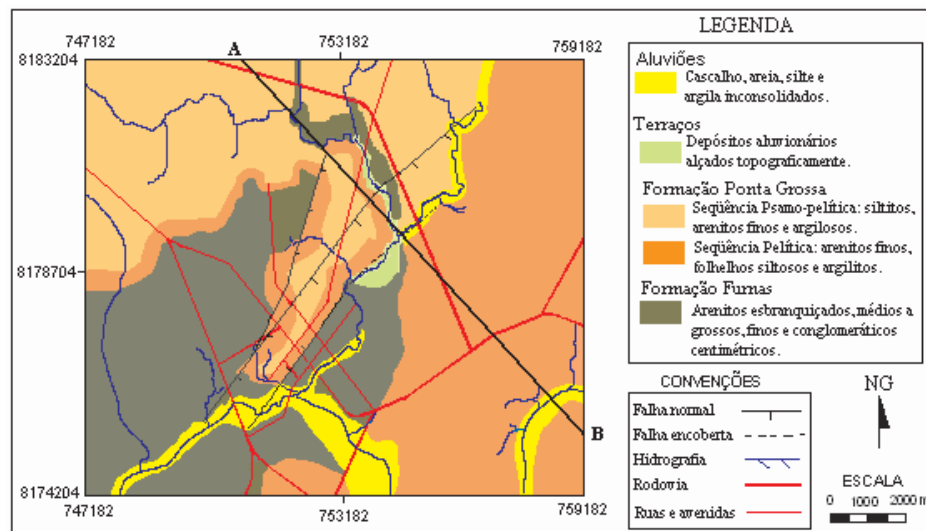 747182
753182
759182
A
8183204
8178704
8174204
B
747182
753182
759182
LEGENDA
Aluviões
Cascalho, areia, silte e
argila inconsolidados.
Terraços
Depósitos aluvionários
alçados topograficamente.
Formação Ponta Grossa
Seqüência Psamo-pelítica: siltitos,
arenitos finos e argilosos.
Seqüência Pelítica: arenitos finos,
folhelhos siltosos e argilitos.
Formação Furnas
Arenitos esbranquiçados, médios a
grossos, finos e conglomeráticos
centimétricos.
CONVENÇÕES
Falha normal
Falha encoberta
Hidrografia
Rodovia
Ruas e avenidas
NG
ESCALA
0 1000 2000 m